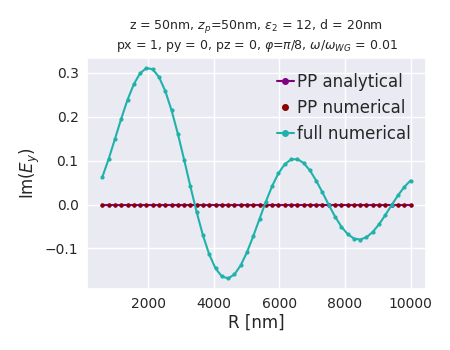 z = 50nm, z_p=50nm, ε_2 = 12, d = 20nm
px = 1, py = 0, pz = 0, φ=π/8, ω/ω_WG = 0.01
PP analytical
PP numerical
full numerical
Im(E_y)
0.3
0.2
0.1
0.0
−0.1
2000 4000 6000 8000 10000
R [nm]